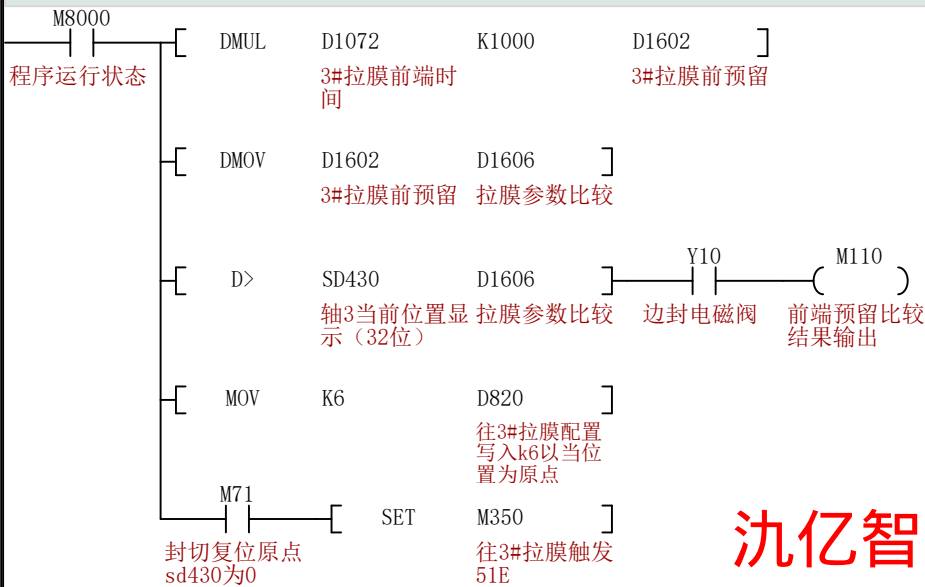 M8000
DMUL D1072 K1000 D1602
程序运行状态 3#拉膜前端时 3#拉膜前预留
间
DMOV D1602 D1606
3#拉膜前预留 拉膜参数比较
Y10 M110
D> SD430 D1606
轴3当前位置显 拉膜参数比较 边封电磁阀 前端预留比较
示（32位） 结果输出
MOV K6 D820
往3#拉膜配置
写入k6以当位
置为原点
M71
SET M350
封切复位原点 往3#拉膜触发
sd430为0 51E
氿亿智